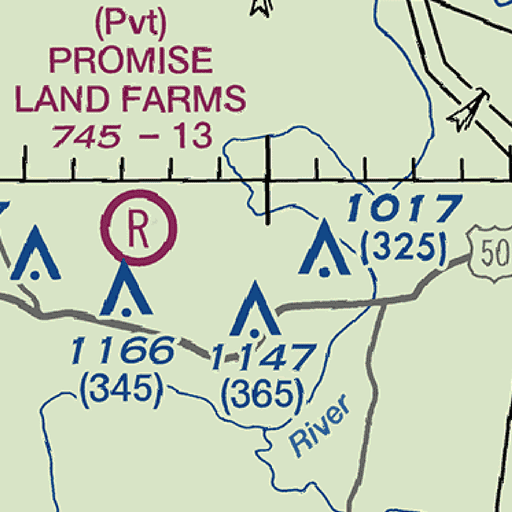 (Pvt)
PROMISE
LAND FARMS
745 – 13
R
1017
(325)
50
1166
(345)
1147
(365)
River